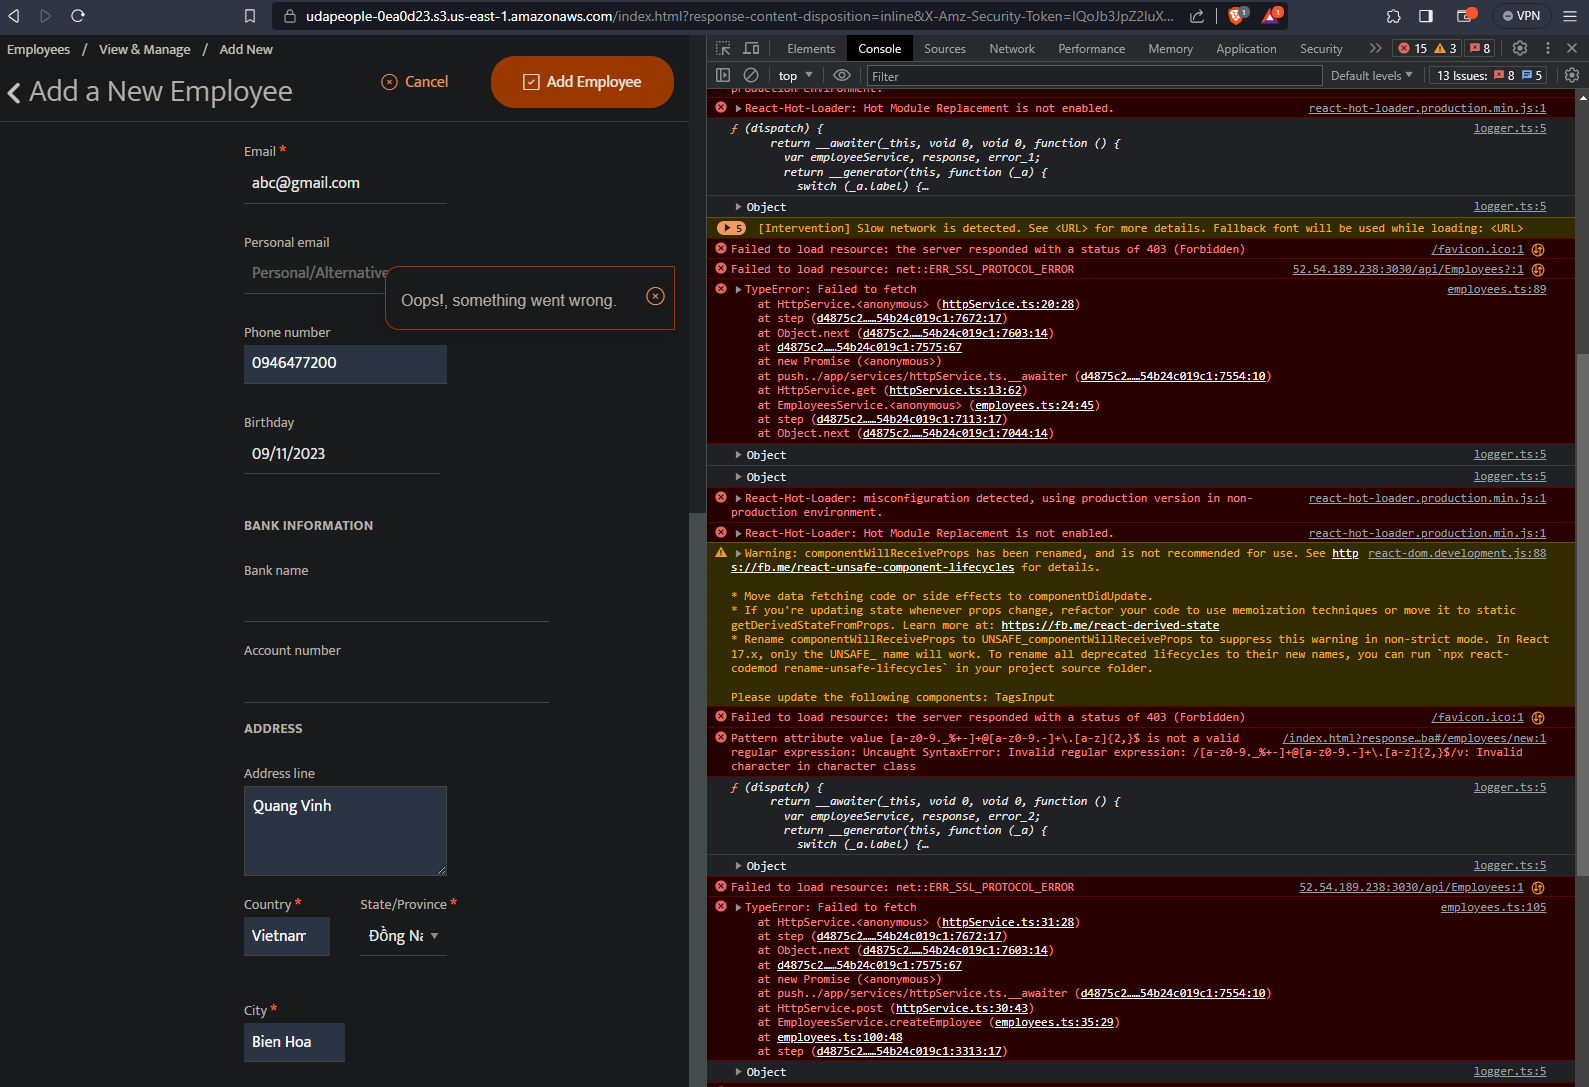 udapeople-0ea0d23.s3.us-east-1.amazonaws.com/index.html?response-content-disposition=inline&X-Amz-Security-Token=IQoJb3JpZ2luX...
1
1
VPN
Employees / View & Manage / Add New
Add a New Employee
Cancel
Add Employee
Email *
abc@gmail.com
Personal email
Personal/Alternative
Oops!, something went wrong.
Phone number
0946477200
Birthday
09/11/2023
BANK INFORMATION
Bank name
Account number
ADDRESS
Address line
Quang Vinh
Country *
State/Province *
Vietnam
Đồng Na
City *
Bien Hoa
Elements Console Sources Network Performance Memory Application Security 15 3 8
top Filter Default levels 13 Issues: 8 5
production environment.
React-Hot-Loader: Hot Module Replacement is not enabled. react-hot-loader.production.min.js:1
ƒ (dispatch) { logger.ts:5
return __awaiter(_this, void 0, void 0, function () {
var employeeService, response, error_1;
return __generator(this, function (_a) {
switch (_a.label) {…
Object logger.ts:5
5 [Intervention] Slow network is detected. See <URL> for more details. Fallback font will be used while loading: <URL>
Failed to load resource: the server responded with a status of 403 (Forbidden) /favicon.ico:1
Failed to load resource: net::ERR_SSL_PROTOCOL_ERROR 52.54.189.238:3030/api/Employees?:1
TypeError: Failed to fetch employees.ts:89
at HttpService.<anonymous> (httpService.ts:20:28)
at step (d4875c2……54b24c019c1:7672:17)
at Object.next (d4875c2……54b24c019c1:7603:14)
at d4875c2……54b24c019c1:7575:67
at new Promise (<anonymous>)
at push../app/services/httpService.ts.__awaiter (d4875c2……54b24c019c1:7554:10)
at HttpService.get (httpService.ts:13:62)
at EmployeesService.<anonymous> (employees.ts:24:45)
at step (d4875c2……54b24c019c1:7113:17)
at Object.next (d4875c2……54b24c019c1:7044:14)
Object logger.ts:5
Object logger.ts:5
React-Hot-Loader: misconfiguration detected, using production version in non- react-hot-loader.production.min.js:1
production environment.
React-Hot-Loader: Hot Module Replacement is not enabled. react-hot-loader.production.min.js:1
Warning: componentWillReceiveProps has been renamed, and is not recommended for use. See http react-dom.development.js:88
s://fb.me/react-unsafe-component-lifecycles for details.
* Move data fetching code or side effects to componentDidUpdate.
* If you're updating state whenever props change, refactor your code to use memoization techniques or move it to static
getDerivedStateFromProps. Learn more at: https://fb.me/react-derived-state
* Rename componentWillReceiveProps to UNSAFE_componentWillReceiveProps to suppress this warning in non-strict mode. In React
17.x, only the UNSAFE_ name will work. To rename all deprecated lifecycles to their new names, you can run `npx react-
codemod rename-unsafe-lifecycles` in your project source folder.
Please update the following components: TagsInput
Failed to load resource: the server responded with a status of 403 (Forbidden) /favicon.ico:1
Pattern attribute value [a-z0-9._%+-]+@[a-z0-9.-]+\.[a-z]{2,}$ is not a valid /index.html?response…ba#/employees/new:1
regular expression: Uncaught SyntaxError: Invalid regular expression: /[a-z0-9._%+-]+@[a-z0-9.-]+\.[a-z]{2,}$/v: Invalid
character in character class
ƒ (dispatch) { logger.ts:5
return __awaiter(_this, void 0, void 0, function () {
var employeeService, response, error_2;
return __generator(this, function (_a) {
switch (_a.label) {…
Object logger.ts:5
Failed to load resource: net::ERR_SSL_PROTOCOL_ERROR 52.54.189.238:3030/api/Employees:1
TypeError: Failed to fetch employees.ts:105
at HttpService.<anonymous> (httpService.ts:31:28)
at step (d4875c2……54b24c019c1:7672:17)
at Object.next (d4875c2……54b24c019c1:7603:14)
at d4875c2……54b24c019c1:7575:67
at new Promise (<anonymous>)
at push../app/services/httpService.ts.__awaiter (d4875c2……54b24c019c1:7554:10)
at HttpService.post (httpService.ts:30:43)
at EmployeesService.createEmployee (employees.ts:35:29)
at employees.ts:100:48
at step (d4875c2……54b24c019c1:3313:17)
Object logger.ts:5